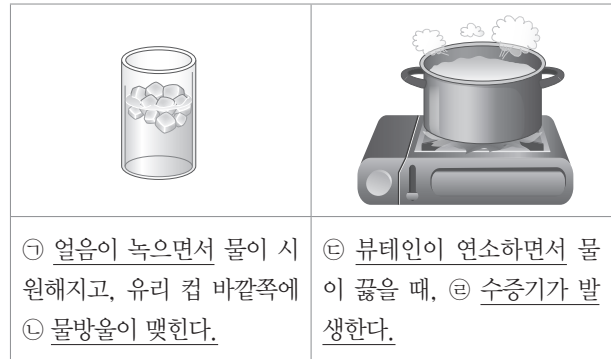 ㉠ 얼음이 녹으면서 물이 시
원해지고, 유리 컵 바깥쪽에
㉡ 물방울이 맺힌다.
㉢ 뷰테인이 연소하면서 물
이 끓을 때, ㉣ 수증기가 발
생한다.